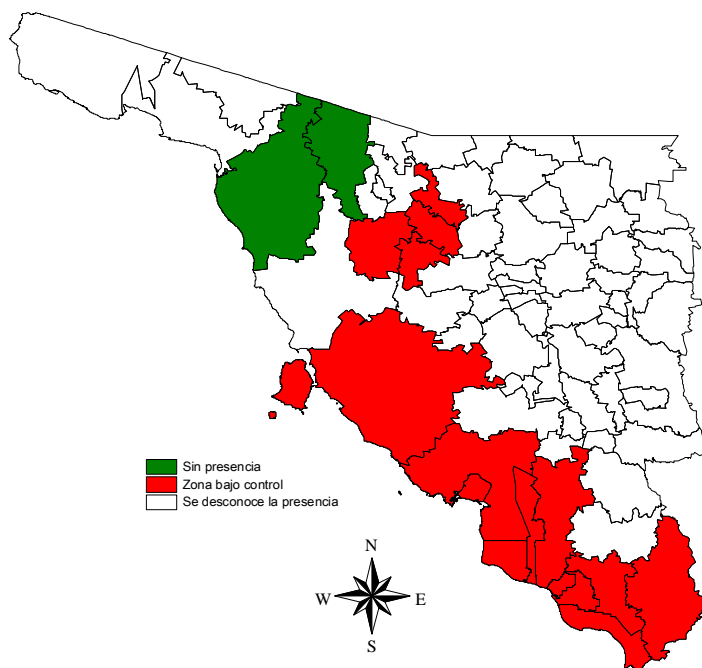 Sin presencia
Zona bajo control
Se desconoce la presencia
N
W E
S